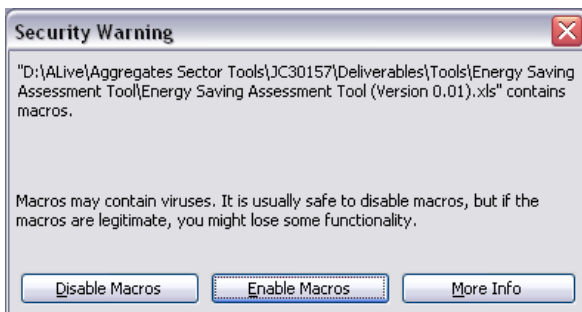 Security Warning
"D:\ALive\Aggregates Sector Tools\JC30157\Deliverables\Tools\Energy Saving
Assessment Tool\Energy Saving Assessment Tool (Version 0.01).xls" contains
macros.
Macros may contain viruses. It is usually safe to disable macros, but if the
macros are legitimate, you might lose some functionality.
Disable Macros
Enable Macros
More Info